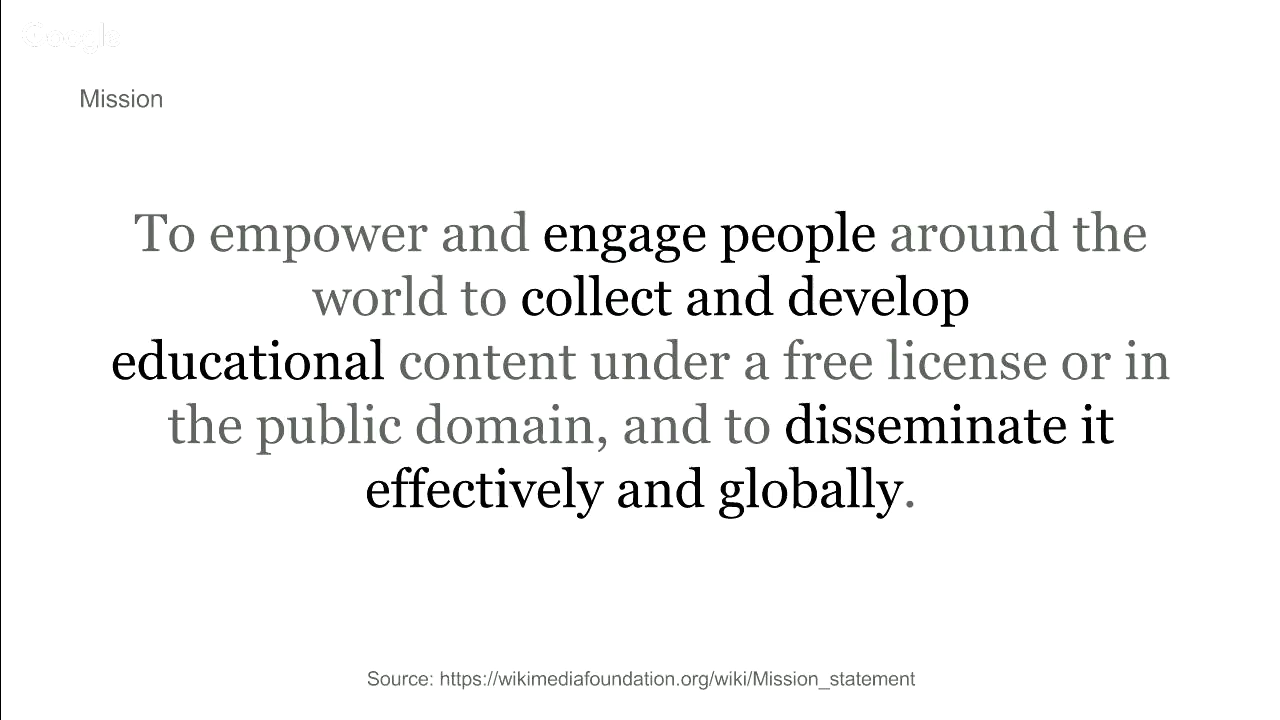 Google
Mission
To empower and engage people around the
world to collect and develop
educational content under a free license or in
the public domain, and to disseminate it
effectively and globally.
Source: https://wikimediafoundation.org/wiki/Mission_statement